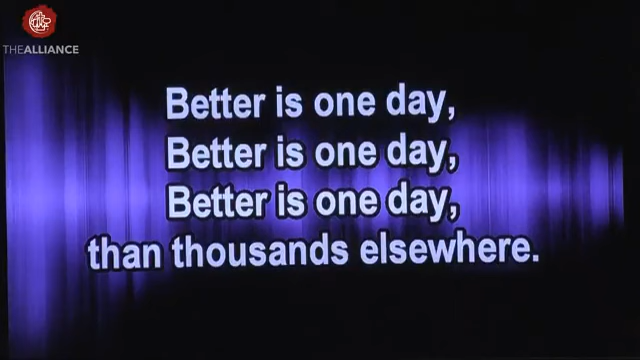 THEALLIANCE
Better is one day,
Better is one day,
Better is one day,
than thousands elsewhere.